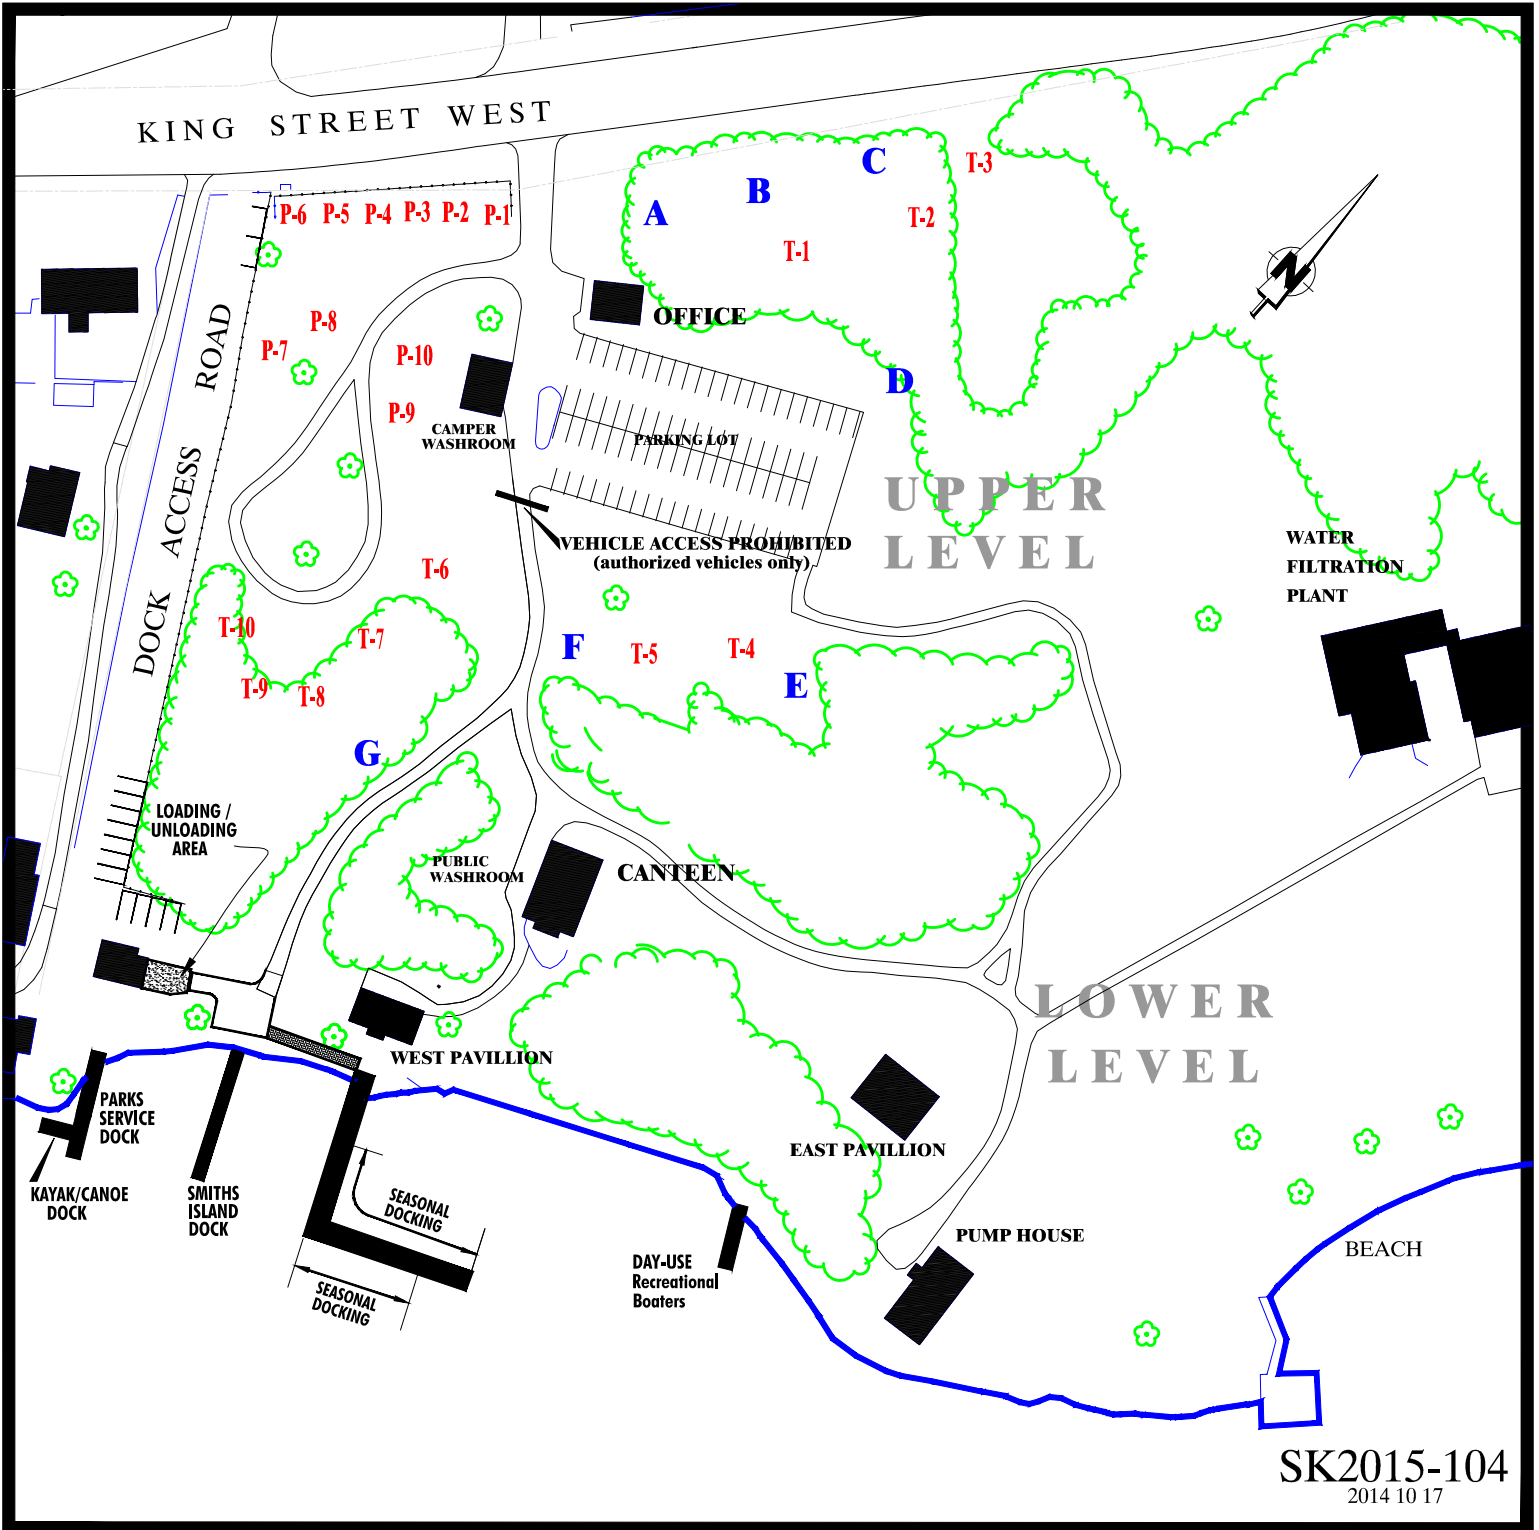 KING STREET WEST
P-6 P-5 P-4 P-3 P-2 P-1
A
B
C
T-3
T-2
T-1
N
OFFICE
P-8
P-7
P-10
P-9
D
CAMPER
WASHROOM
PARKING LOT
DOCK ACCESS ROAD
UPPER
LEVEL
VEHICLE ACCESS PROHIBITED
(authorized vehicles only)
WATER
FILTRATION
PLANT
T-6
T-10
T-7
T-9
T-8
F
T-5
T-4
E
G
LOADING /
UNLOADING
AREA
PUBLIC
WASHROOM
CANTEEN
LOWER
LEVEL
WEST PAVILLION
EAST PAVILLION
PARKS
SERVICE
DOCK
KAYAK/CANOE
DOCK
SMITHS
ISLAND
DOCK
SEASONAL
DOCKING
SEASONAL
DOCKING
DAY-USE
Recreational
Boaters
PUMP HOUSE
BEACH
SK2015-104
2014 10 17